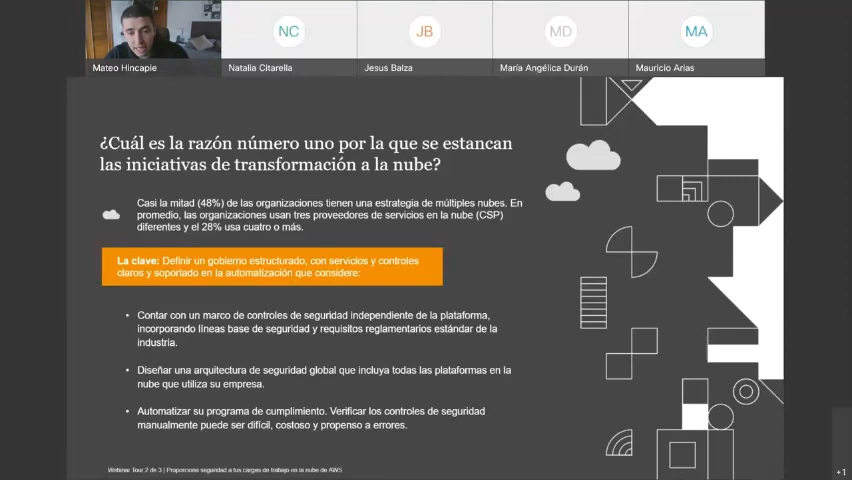 NC
JB
MD
MA
Mateo Hincapie
Natalia Citarella
Jesus Balza
María Angélica Durán
Mauricio Arias
¿Cuál es la razón número uno por la que se estancan
las iniciativas de transformación a la nube?
Casi la mitad (48%) de las organizaciones tienen una estrategia de múltiples nubes. En
promedio, las organizaciones usan tres proveedores de servicios en la nube (CSP)
diferentes y el 28% usa cuatro o más.
La clave: Definir un gobierno estructurado, con servicios y controles
claros y soportado en la automatización que considere:
• Contar con un marco de controles de seguridad independiente de la plataforma,
incorporando líneas base de seguridad y requisitos reglamentarios estándar de la
industria.
• Diseñar una arquitectura de seguridad global que incluya todas las plataformas en la
nube que utiliza su empresa.
• Automatizar su programa de cumplimiento. Verificar los controles de seguridad
manualmente puede ser difícil, costoso y propenso a errores.
Webinar Tour 2 de 3 | Proporciona seguridad a tus cargas de trabajo en la nube de AWS
+1